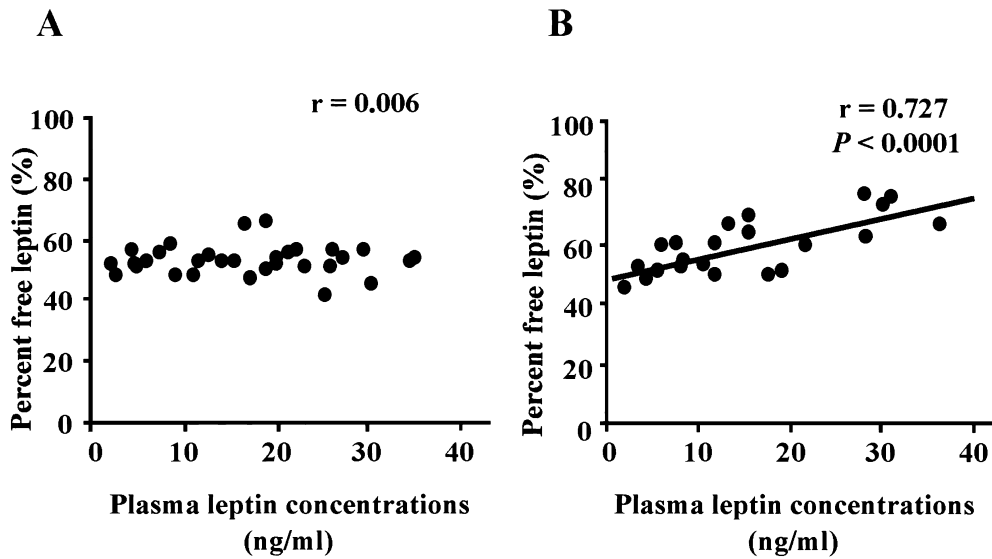 A
r = 0.006
Percent free leptin (%)
100
80
60
40
20
0
0 10 20 30 40
Plasma leptin concentrations
(ng/ml)
B
r = 0.727
P < 0.0001
Percent free leptin (%)
100
80
60
40
20
0
0 10 20 30 40
Plasma leptin concentrations
(ng/ml)